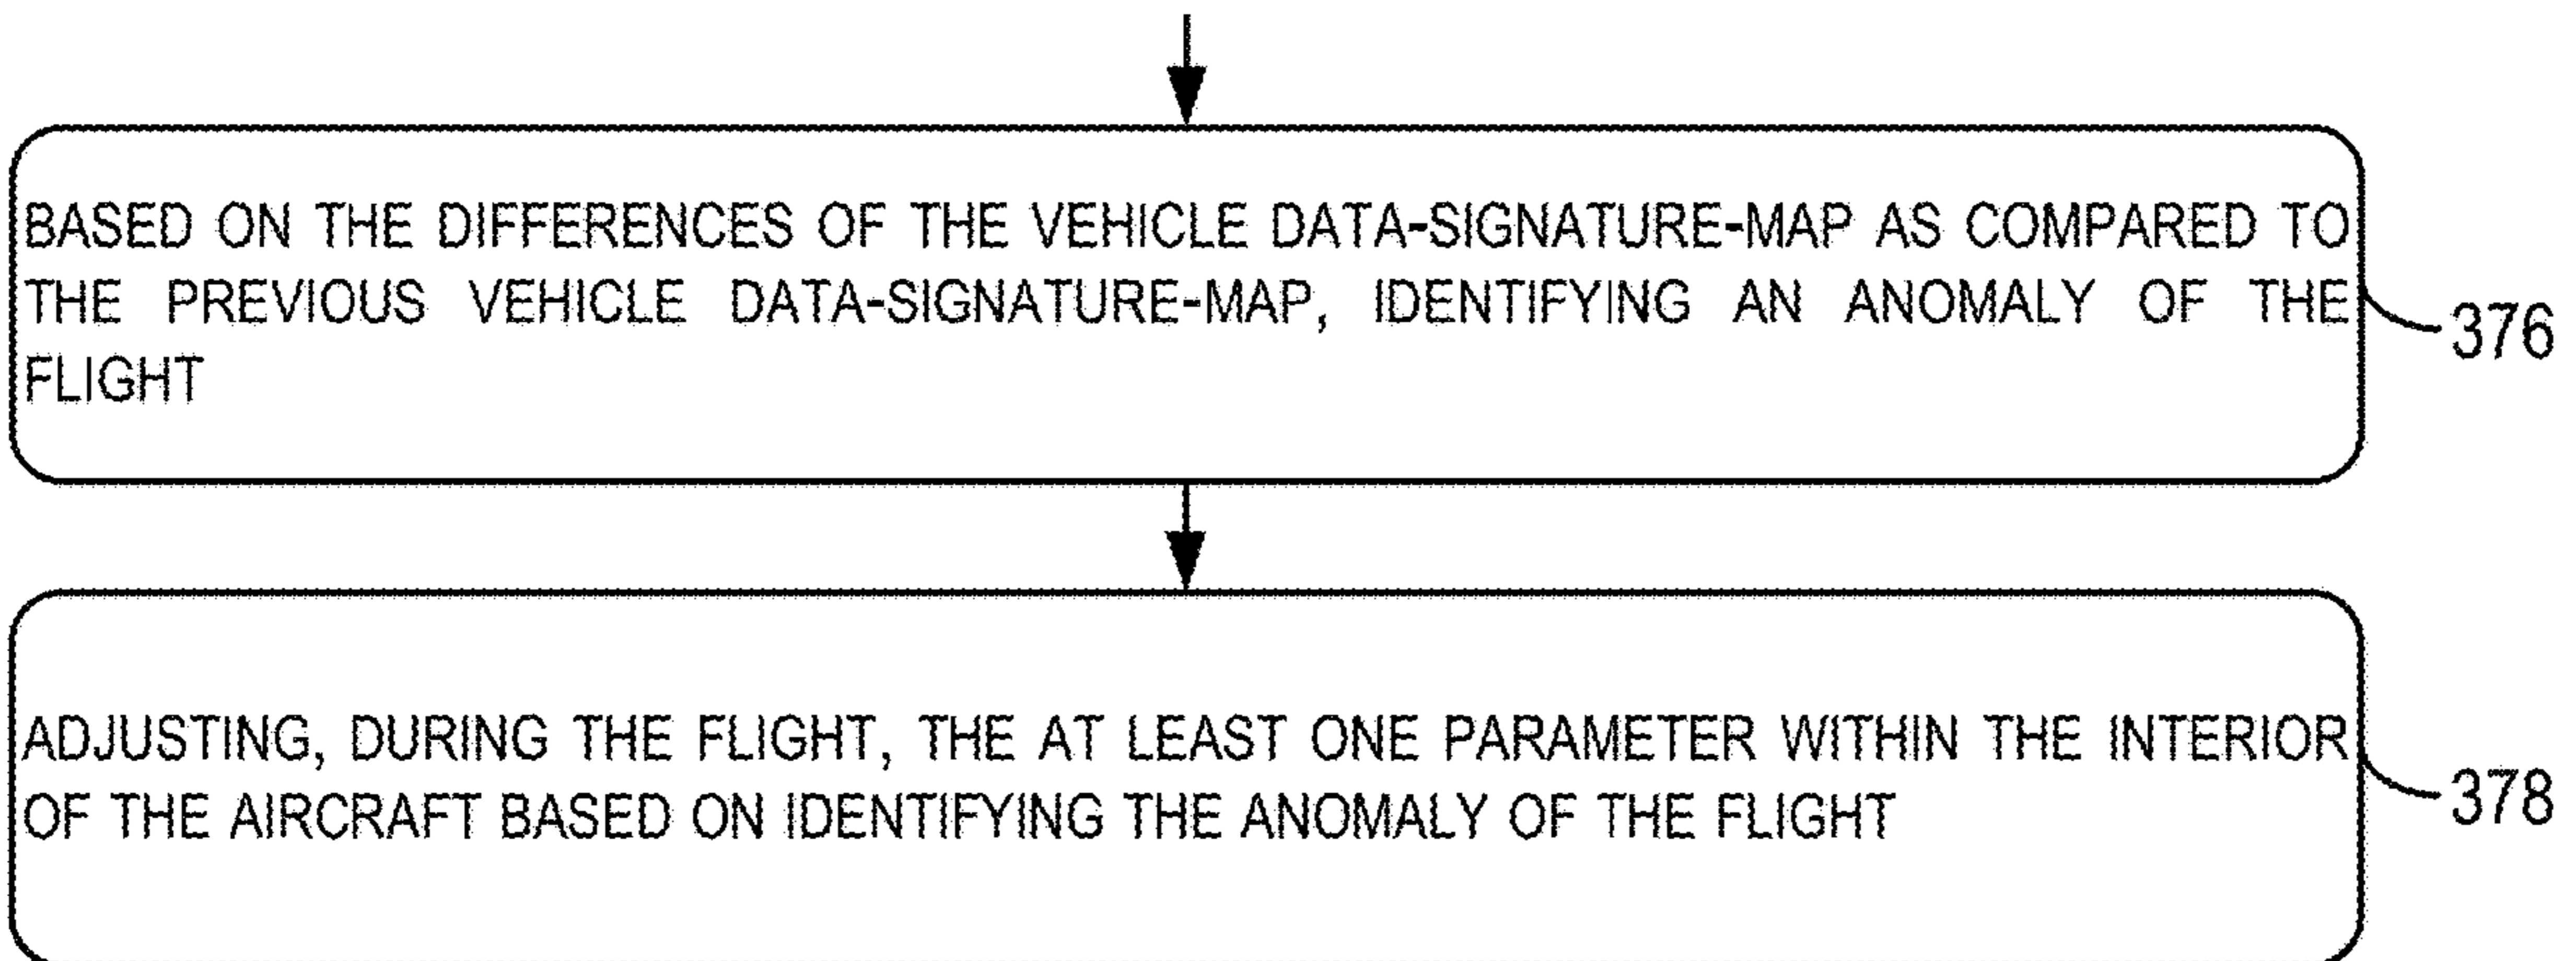 BASED ON THE DIFFERENCES OF THE VEHICLE DATA-SIGNATURE-MAP AS COMPARED TO
THE PREVIOUS VEHICLE DATA-SIGNATURE-MAP, IDENTIFYING AN ANOMALY OF THE
FLIGHT
376
ADJUSTING, DURING THE FLIGHT, THE AT LEAST ONE PARAMETER WITHIN THE INTERIOR
OF THE AIRCRAFT BASED ON IDENTIFYING THE ANOMALY OF THE FLIGHT
378